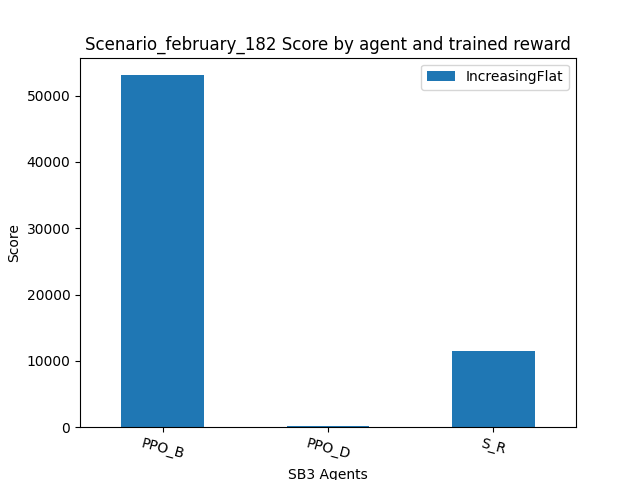 Scenario_february_182 Score by agent and trained reward
IncreasingFlat
50000
40000
30000
20000
10000
0
Score
PPO_B
PPO_D
S_R
SB3 Agents